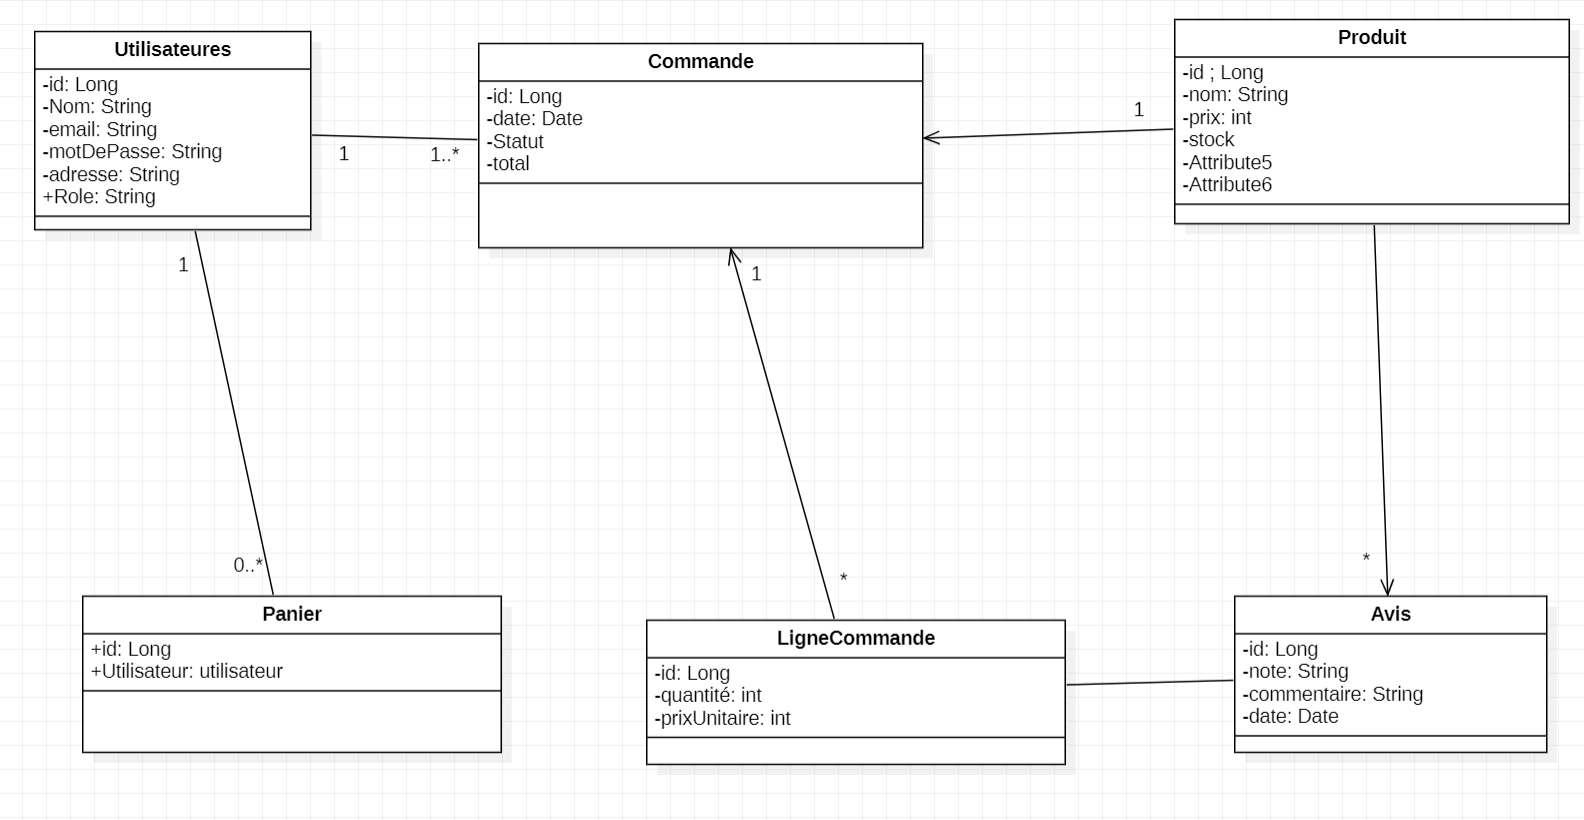 Utilisateures
-id: Long
-Nom: String
-email: String
-motDePasse: String
-adresse: String
+Role: String
1
1..*
Commande
-id: Long
-date: Date
-Statut
-total
1
Produit
-id ; Long
-nom: String
-prix: int
-stock
-Attribute5
-Attribute6
1
1
0..*
*
*
Panier
+id: Long
+Utilisateur: utilisateur
LigneCommande
-id: Long
-quantité: int
-prixUnitaire: int
Avis
-id: Long
-note: String
-commentaire: String
-date: Date